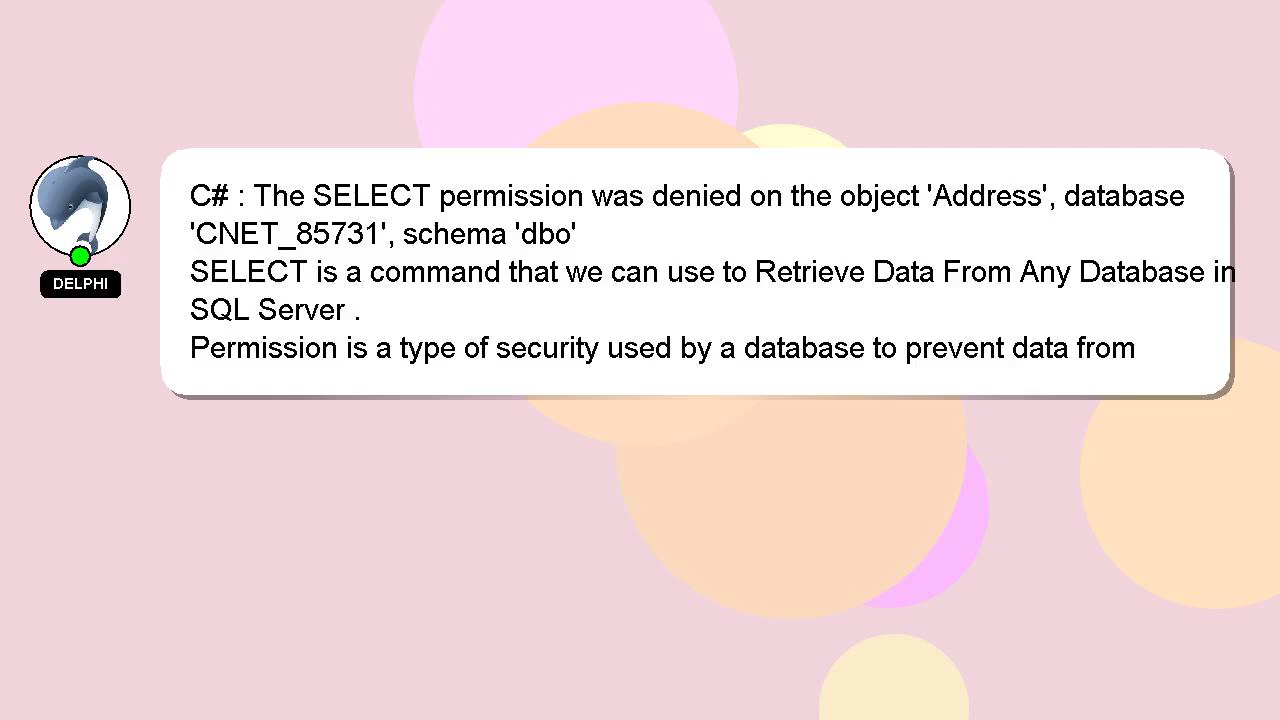 C# : The SELECT permission was denied on the object 'Address', database
'CNET_85731', schema 'dbo'
SELECT is a command that we can use to Retrieve Data From Any Database in
SQL Server .
Permission is a type of security used by a database to prevent data from
DELPHI